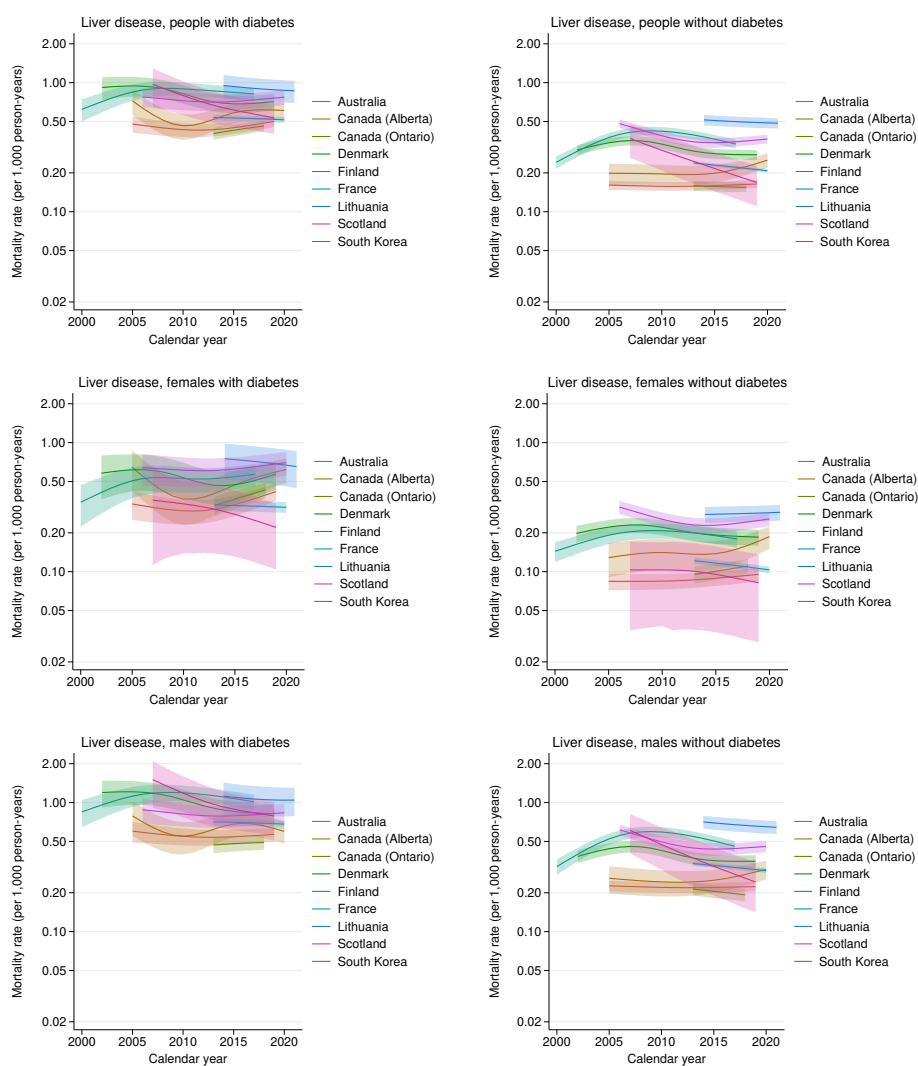 Liver disease, people with diabetes
Mortality rate (per 1,000 person-years)
2.00
1.00
0.50
0.20
0.10
0.05
0.02
2000 2005 2010 2015 2020
Calendar year
Australia
Canada (Alberta)
Canada (Ontario)
Denmark
Finland
France
Lithuania
Scotland
South Korea
Liver disease, people without diabetes
Mortality rate (per 1,000 person-years)
2.00
1.00
0.50
0.20
0.10
0.05
0.02
2000 2005 2010 2015 2020
Calendar year
Australia
Canada (Alberta)
Canada (Ontario)
Denmark
Finland
France
Lithuania
Scotland
South Korea
Liver disease, females with diabetes
Mortality rate (per 1,000 person-years)
2.00
1.00
0.50
0.20
0.10
0.05
0.02
2000 2005 2010 2015 2020
Calendar year
Australia
Canada (Alberta)
Canada (Ontario)
Denmark
Finland
France
Lithuania
Scotland
South Korea
Liver disease, females without diabetes
Mortality rate (per 1,000 person-years)
2.00
1.00
0.50
0.20
0.10
0.05
0.02
2000 2005 2010 2015 2020
Calendar year
Australia
Canada (Alberta)
Canada (Ontario)
Denmark
Finland
France
Lithuania
Scotland
South Korea
Liver disease, males with diabetes
Mortality rate (per 1,000 person-years)
2.00
1.00
0.50
0.20
0.10
0.05
0.02
2000 2005 2010 2015 2020
Calendar year
Australia
Canada (Alberta)
Canada (Ontario)
Denmark
Finland
France
Lithuania
Scotland
South Korea
Liver disease, males without diabetes
Mortality rate (per 1,000 person-years)
2.00
1.00
0.50
0.20
0.10
0.05
0.02
2000 2005 2010 2015 2020
Calendar year
Australia
Canada (Alberta)
Canada (Ontario)
Denmark
Finland
France
Lithuania
Scotland
South Korea